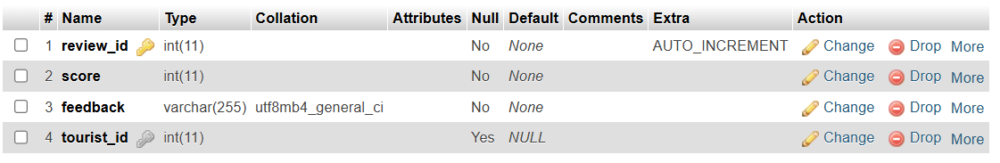 # Name Type Collation Attributes Null Default Comments Extra Action
1 review_id int(11) No None AUTO_INCREMENT Change Drop More
2 score int(11) No None Change Drop More
3 feedback varchar(255) utf8mb4_general_ci No None Change Drop More
4 tourist_id int(11) Yes NULL Change Drop More